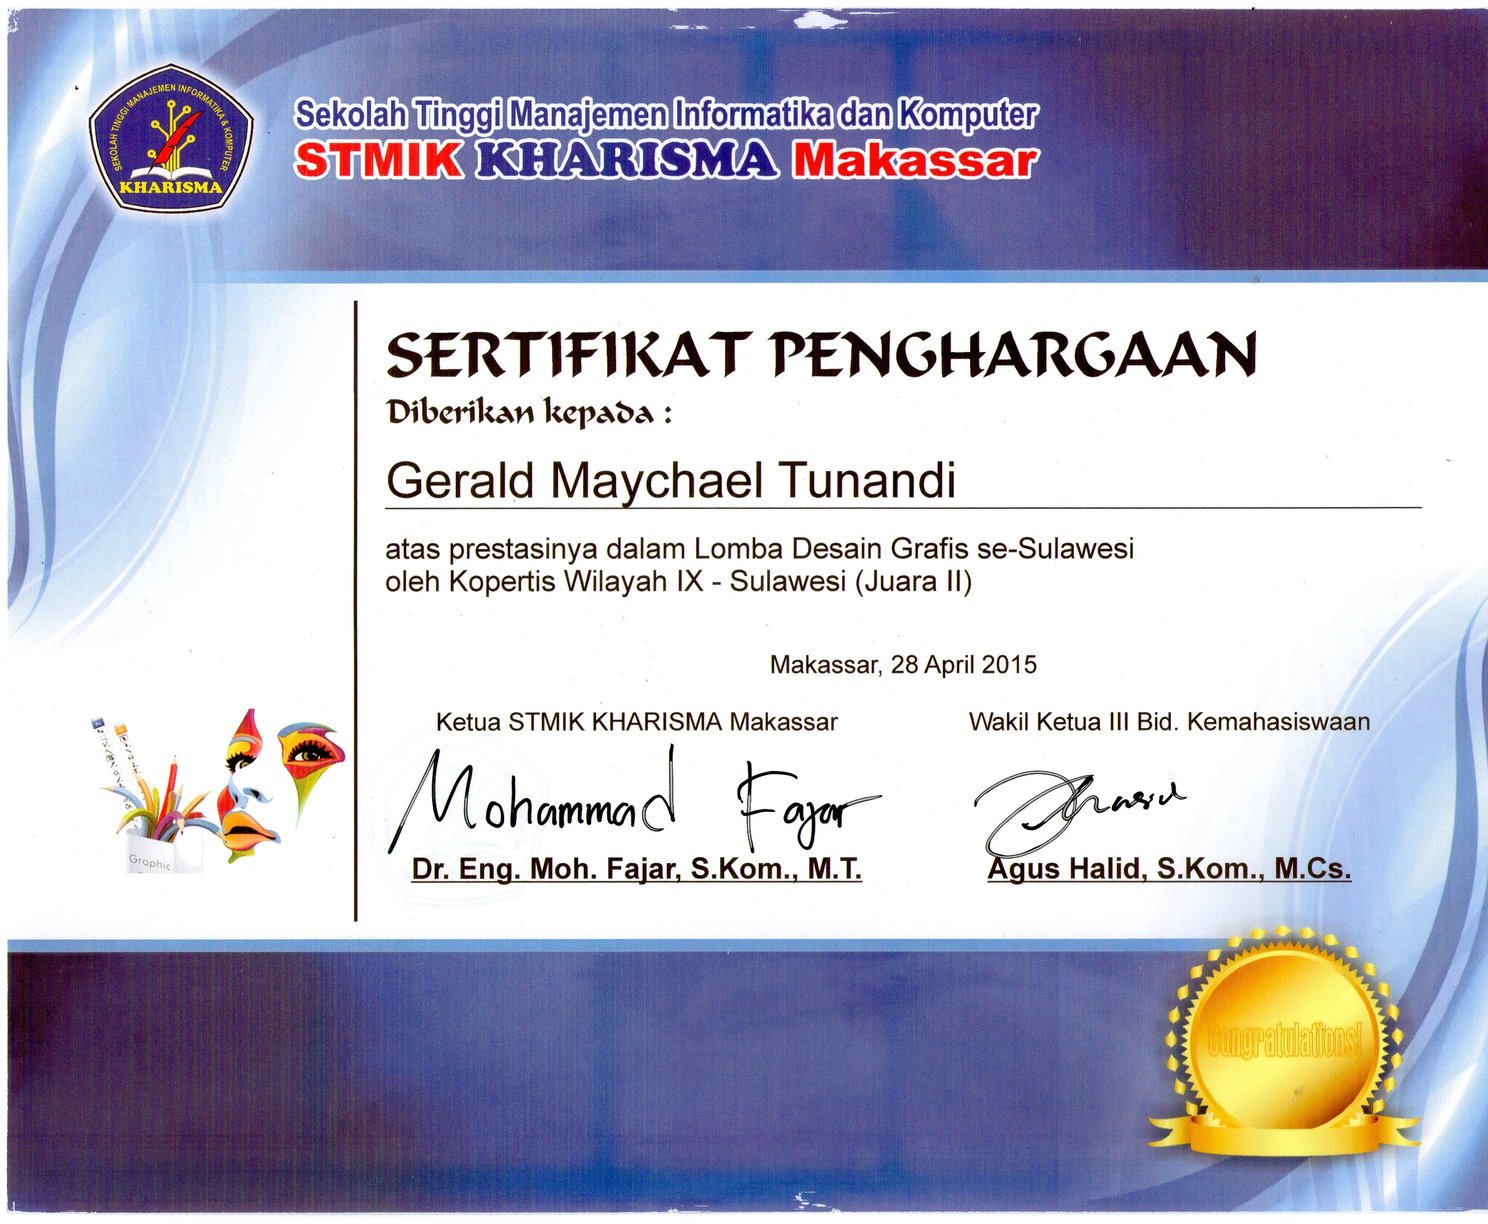 SEKOLAH TINGGI MANAJEMEN INFORMATIKA & KOMPUTER
KHARISMA
Sekolah Tinggi Manajemen Informatika dan Komputer
STMIK KHARISMA Makassar
SERTIFIKAT PENGHARGAAN
Diberikan kepada :
Gerald Maychael Tunandi
atas prestasinya dalam Lomba Desain Grafis se-Sulawesi
oleh Kopertis Wilayah IX - Sulawesi (Juara II)
Makassar, 28 April 2015
Ketua STMIK KHARISMA Makassar
Wakil Ketua III Bid. Kemahasiswaan
Mohammad Fajar
Dr. Eng. Moh. Fajar, S.Kom., M.T.
Agus Halid, S.Kom., M.Cs.
Graphic
Congratulations!